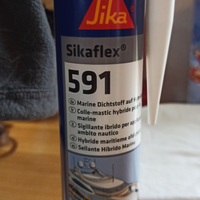 Sika
Sikaflex®
591
Marine Dichtstoff auf
Colle-mastic hybride
marine
Sigillante ibrido per
ambito nautico
Hybride maritieme
Sellante Híbrido Marino